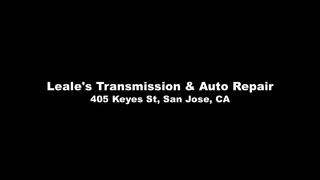 Leale's Transmission & Auto Repair
405 Keyes St, San Jose, CA